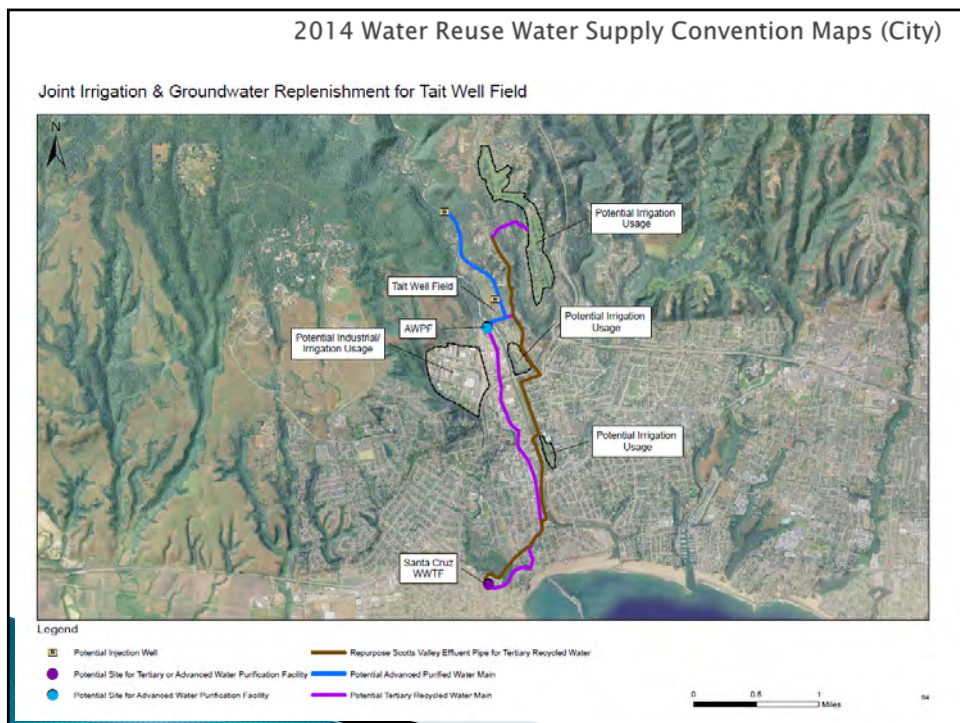 2014 Water Reuse Water Supply Convention Maps (City)
Joint Irrigation & Groundwater Replenishment for Tait Well Field
N
Potential Irrigation
Usage
Tait Well Field
AWPF
Potential Industrial/
Irrigation Usage
Potential Irrigation
Usage
Potential Irrigation
Usage
Santa Cruz
WWTF
Legend
Potential Injection Well
Repurpose Scotts Valley Effluent Pipe for Tertiary Recycled Water
Potential Site for Tertiary or Advanced Water Purification Facility
Potential Advanced Purified Water Main
Potential Site for Advanced Water Purification Facility
Potential Tertiary Recycled Water Main
0 0.5 1
Miles